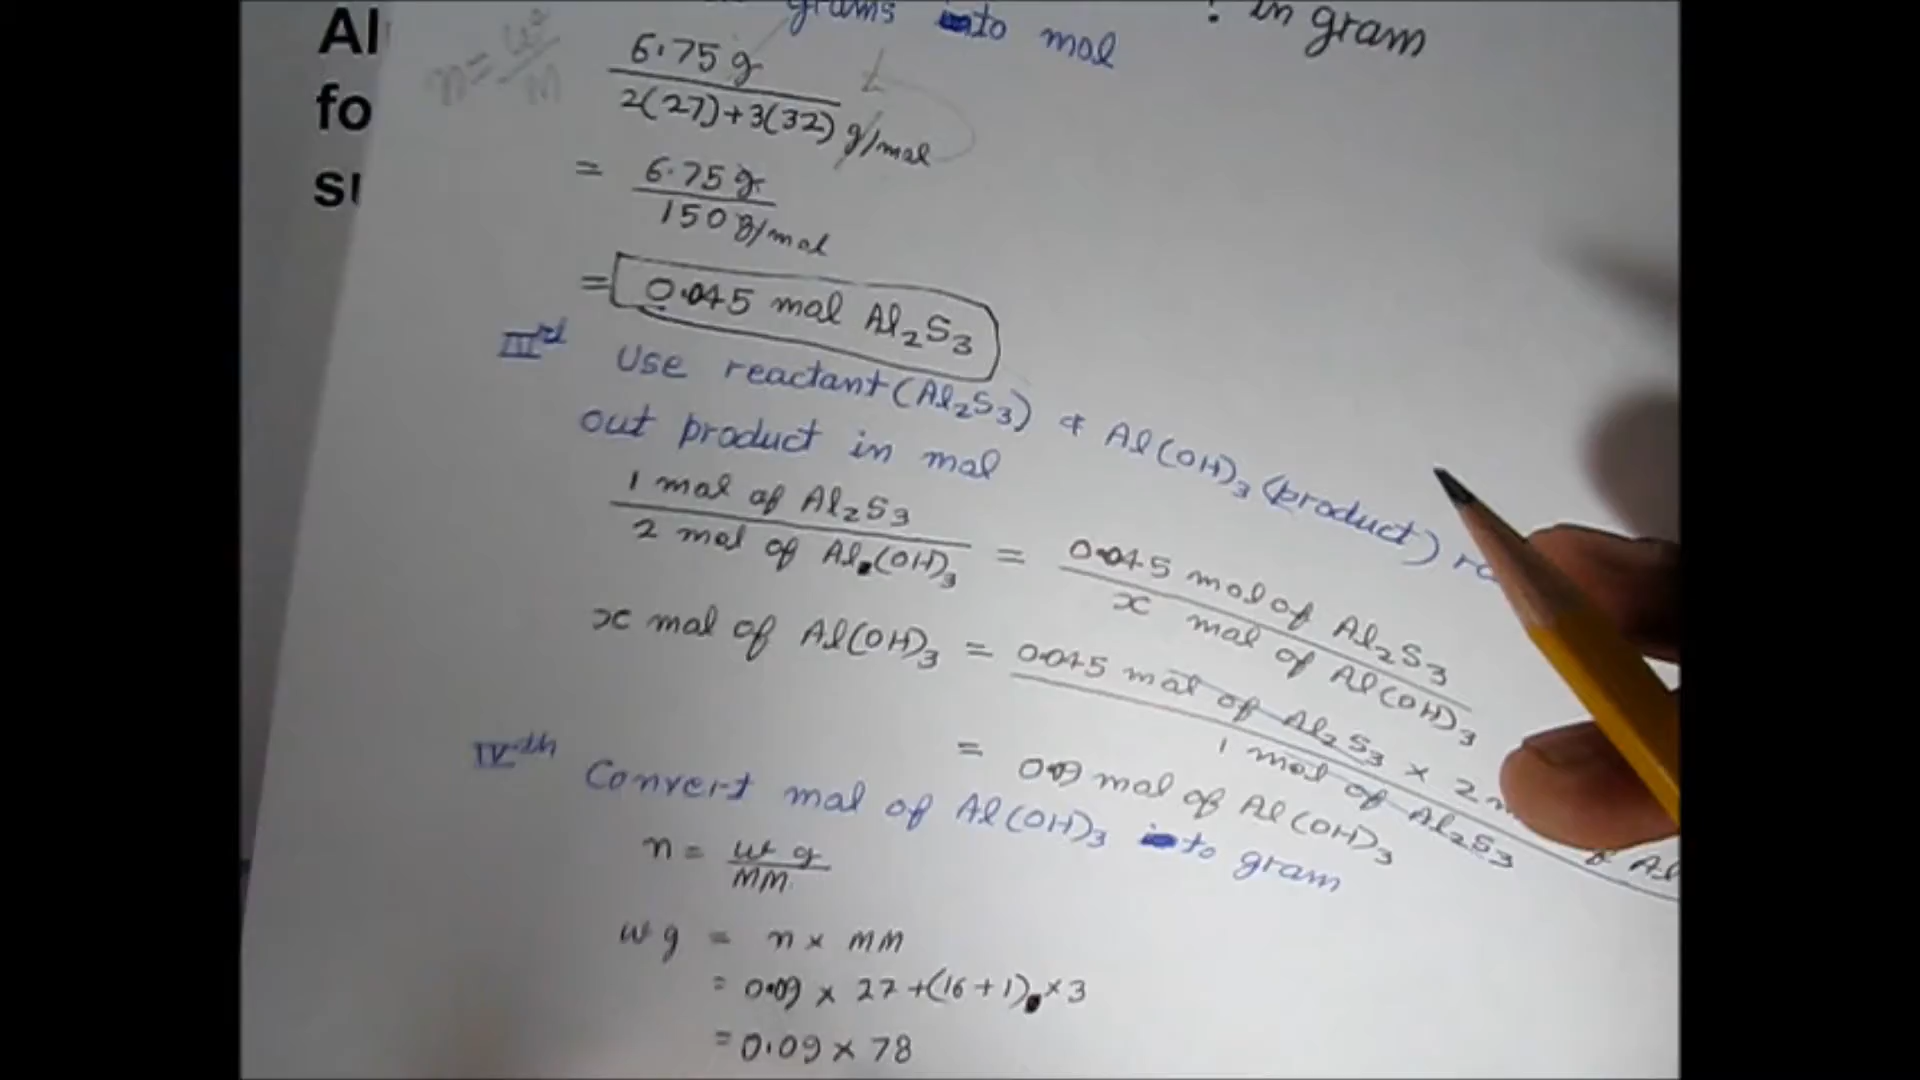 Al
fo
su
n = w / M
grams into mol
: in gram
6.75 g
2(27)+3(32) g/mol
= 6.75 g
150 g/mol
= 0.045 mol Al₂S₃
IIIrd Use reactant (Al₂S₃) & Al(OH)₃ (product)
out product in mol
1 mol of Al₂S₃
2 mol of Al(OH)₃ = 0.045 mol of Al₂S₃
x mol of Al(OH)₃
x mol of Al(OH)₃ = 0.045 mol of Al₂S₃ × 2
1 mol of Al₂S₃
= 0.09 mol of Al(OH)₃
IV-th Convert mol of Al(OH)₃ to gram
n = w g
MM
w g = n × MM
= 0.09 × 27 + (16 + 1) × 3
= 0.09 × 78